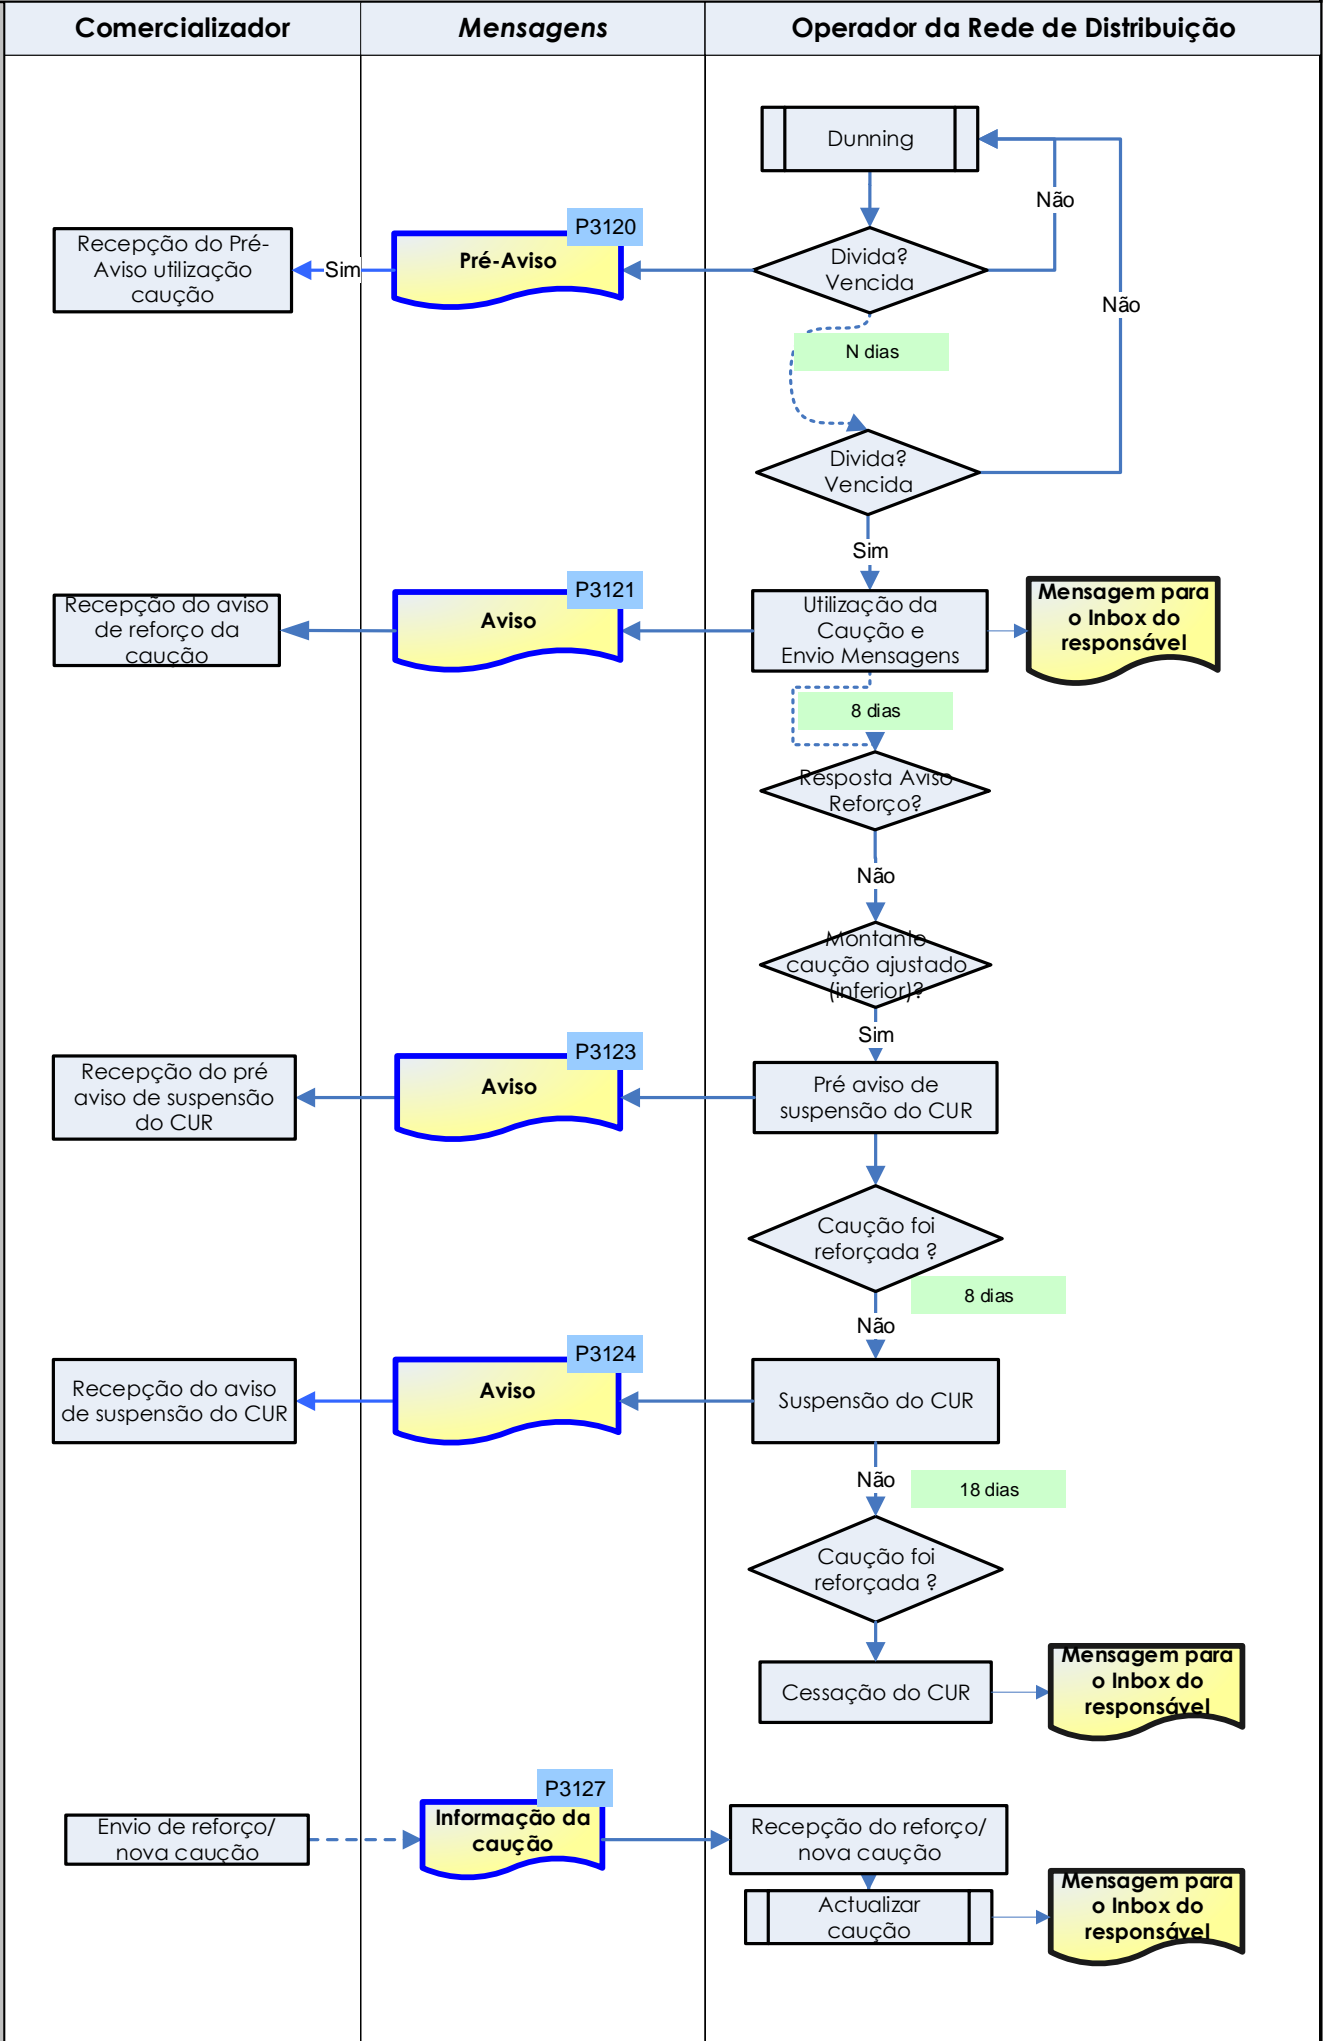 Comercializador
Mensagens
Operador da Rede de Distribuição
Dunning
Não
P3120
Recepção do Pré-
Aviso utilização
caução
Sim
Pré-Aviso
Divida?
Vencida
Não
N dias
Divida?
Vencida
Sim
P3121
Recepção do aviso
de reforço da
caução
Aviso
Utilização da
Caução e
Envio Mensagens
Mensagem para
o Inbox do
responsável
8 dias
Resposta Aviso
Reforço?
Não
Montante
caução ajustado
(inferior)?
Sim
P3123
Recepção do pré
aviso de suspensão
do CUR
Aviso
Pré aviso de
suspensão do CUR
Caução foi
reforçada ?
8 dias
Não
P3124
Recepção do aviso
de suspensão do CUR
Aviso
Suspensão do CUR
Não
18 dias
Caução foi
reforçada ?
Cessação do CUR
Mensagem para
o Inbox do
responsável
P3127
Envio de reforço/
nova caução
Informação da
caução
Recepção do reforço/
nova caução
Actualizar
caução
Mensagem para
o Inbox do
responsável